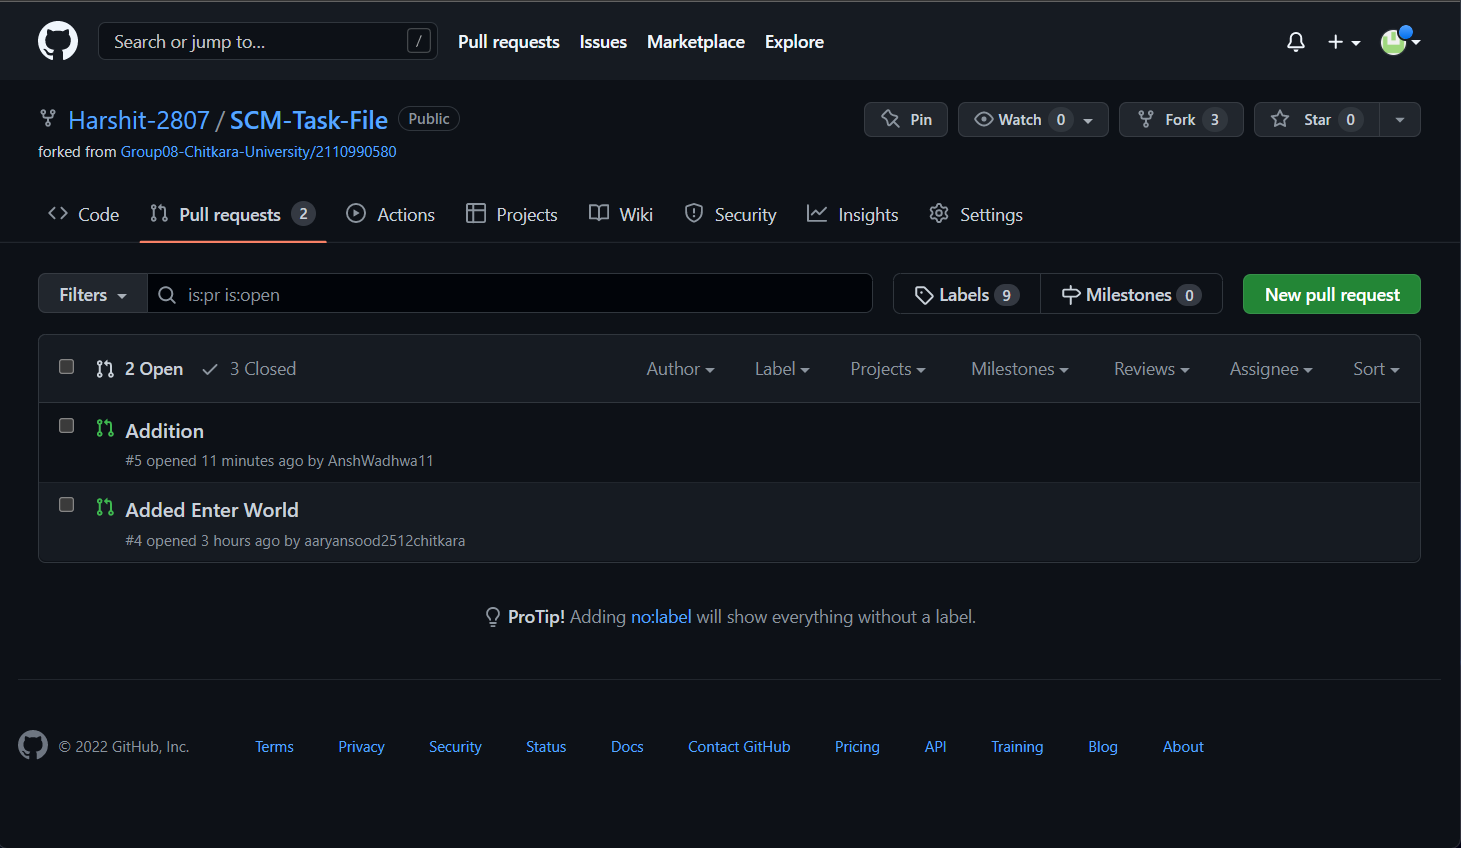 Search or jump to... / Pull requests Issues Marketplace Explore
Harshit-2807 / SCM-Task-File Public Pin Watch 0 Fork 3 Star 0
forked from Group08-Chitkara-University/2110990580
Code Pull requests 2 Actions Projects Wiki Security Insights Settings
Filters is:pr is:open Labels 9 Milestones 0 New pull request
2 Open 3 Closed Author Label Projects Milestones Reviews Assignee Sort
Addition
#5 opened 11 minutes ago by AnshWadhwa11
Added Enter World
#4 opened 3 hours ago by aaryansood2512chitkara
ProTip! Adding no:label will show everything without a label.
© 2022 GitHub, Inc. Terms Privacy Security Status Docs Contact GitHub Pricing API Training Blog About